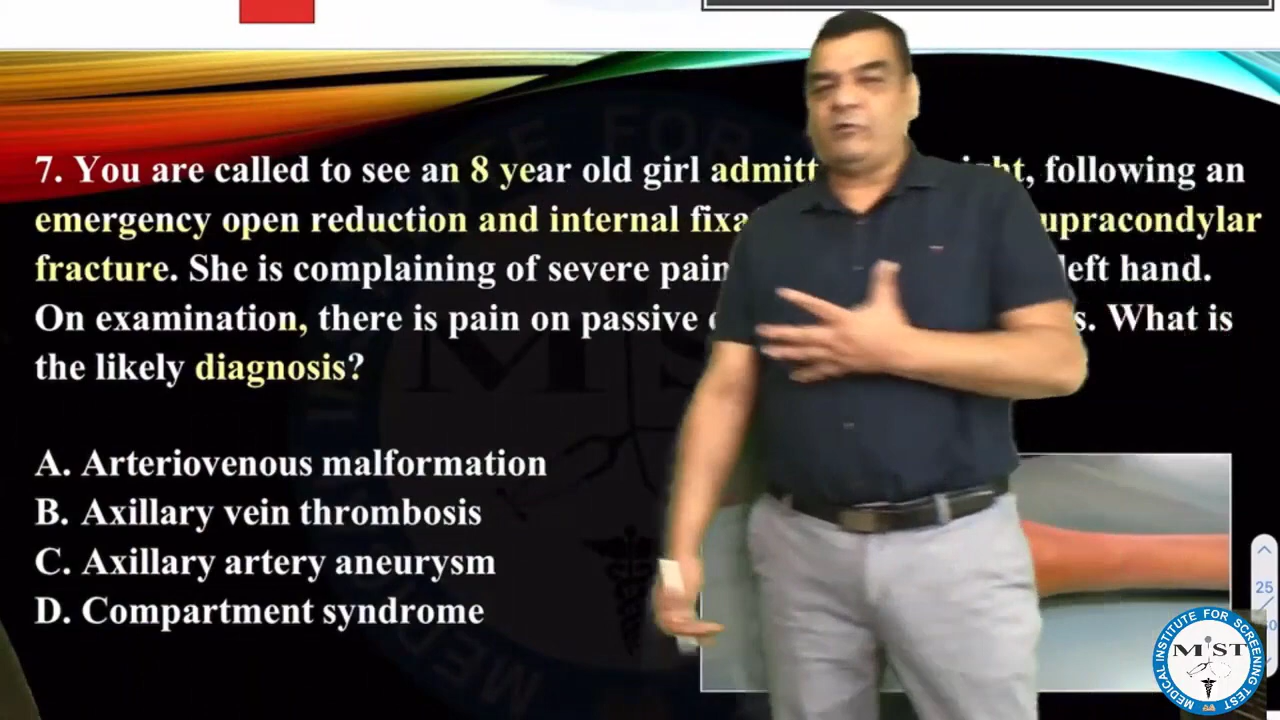 7. You are called to see an 8 year old girl admitt ht, following an
emergency open reduction and internal fixa upracondylar
fracture. She is complaining of severe pain left hand.
On examination, there is pain on passive s. What is
the likely diagnosis?
A. Arteriovenous malformation
B. Axillary vein thrombosis
C. Axillary artery aneurysm
D. Compartment syndrome
25
MEDICAL INSTITUTE FOR SCREENING TEST
MIST